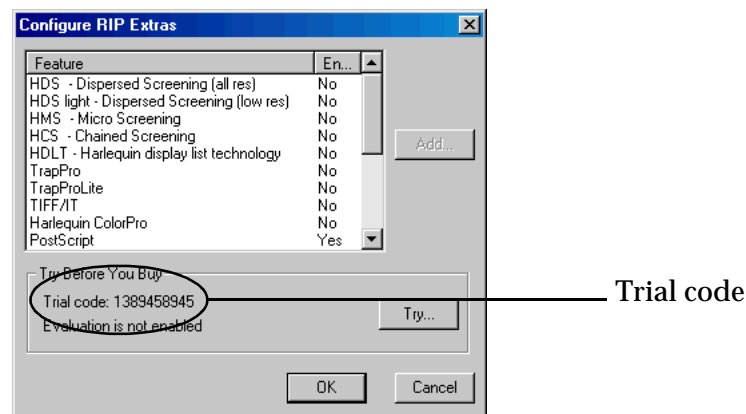 Configure RIP Extras
Feature En...
HDS - Dispersed Screening (all res) No
HDS light - Dispersed Screening (low res) No
HMS - Micro Screening No
HCS - Chained Screening No
HDLT - Harlequin display list technology No
TrapPro No
TrapProLite No
TIFF/IT No
Harlequin ColorPro No
PostScript Yes
Add...
Try Before You Buy
Trial code: 1389458945
Evaluation is not enabled
Try...
Trial code
OK Cancel